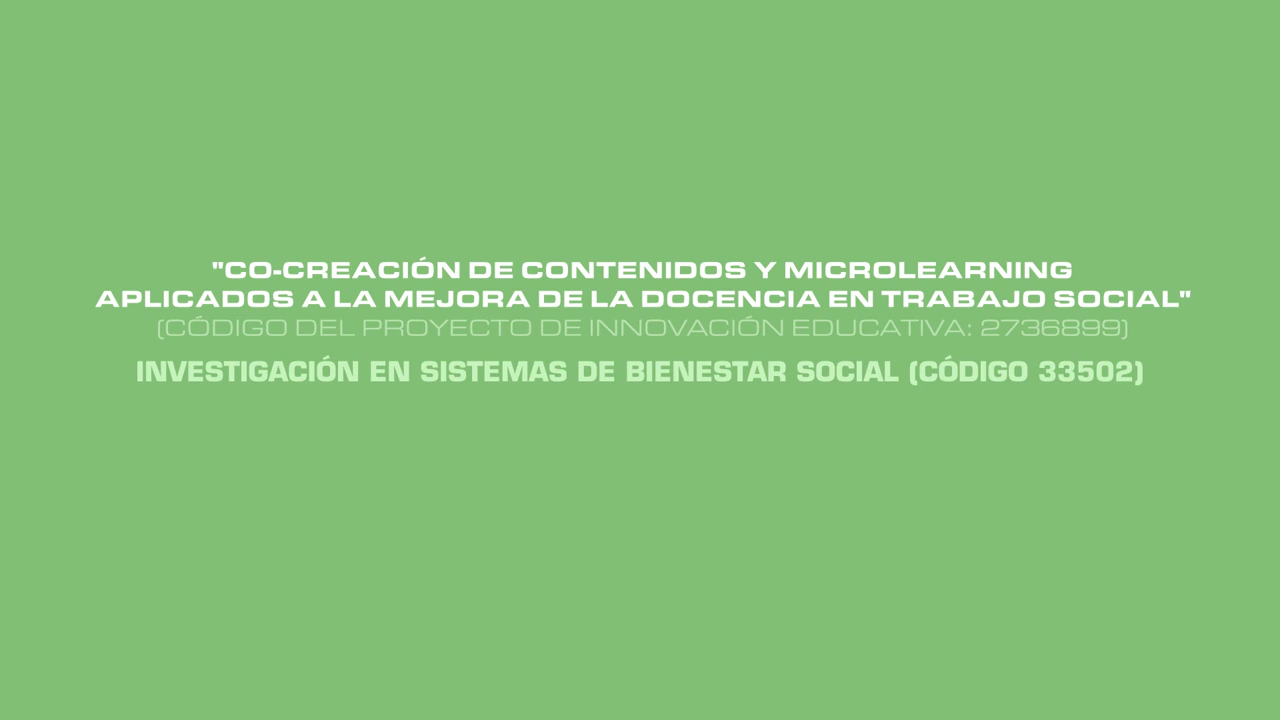 "CO-CREACIÓN DE CONTENIDOS Y MICROLEARNING
APLICADOS A LA MEJORA DE LA DOCENCIA EN TRABAJO SOCIAL"
(CÓDIGO DEL PROYECTO DE INNOVACIÓN EDUCATIVA: 2736899)
INVESTIGACIÓN EN SISTEMAS DE BIENESTAR SOCIAL (CÓDIGO 33502)